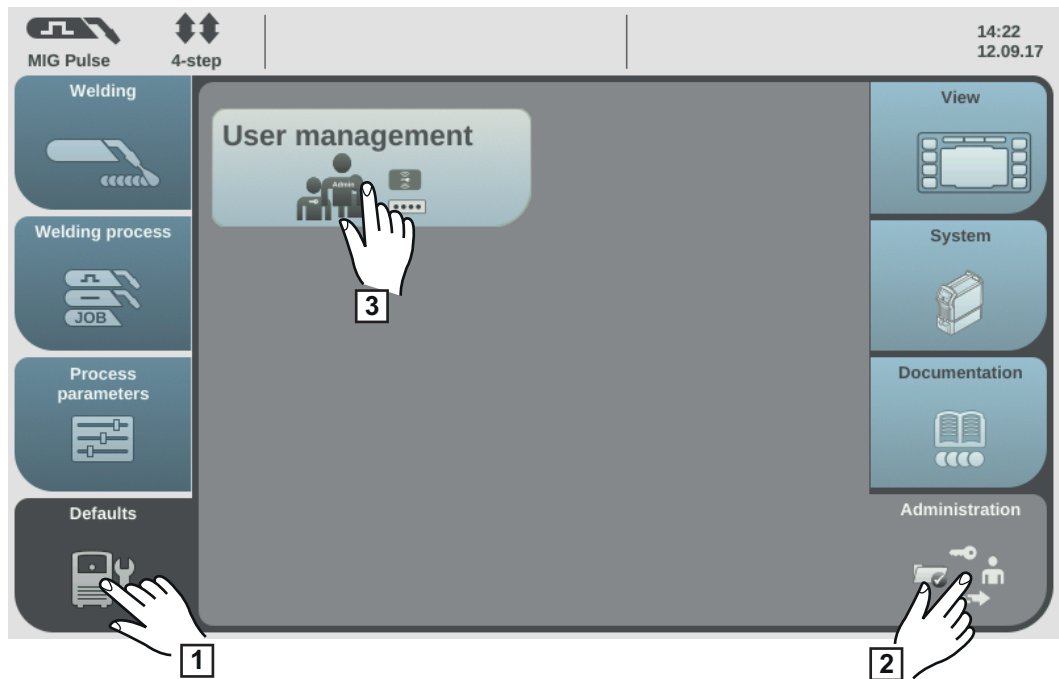 MIG Pulse
4-step
14:22
12.09.17
Welding
Welding process
JOB
Process
parameters
Defaults
User management
Admin
View
System
Documentation
Administration
3
1
2